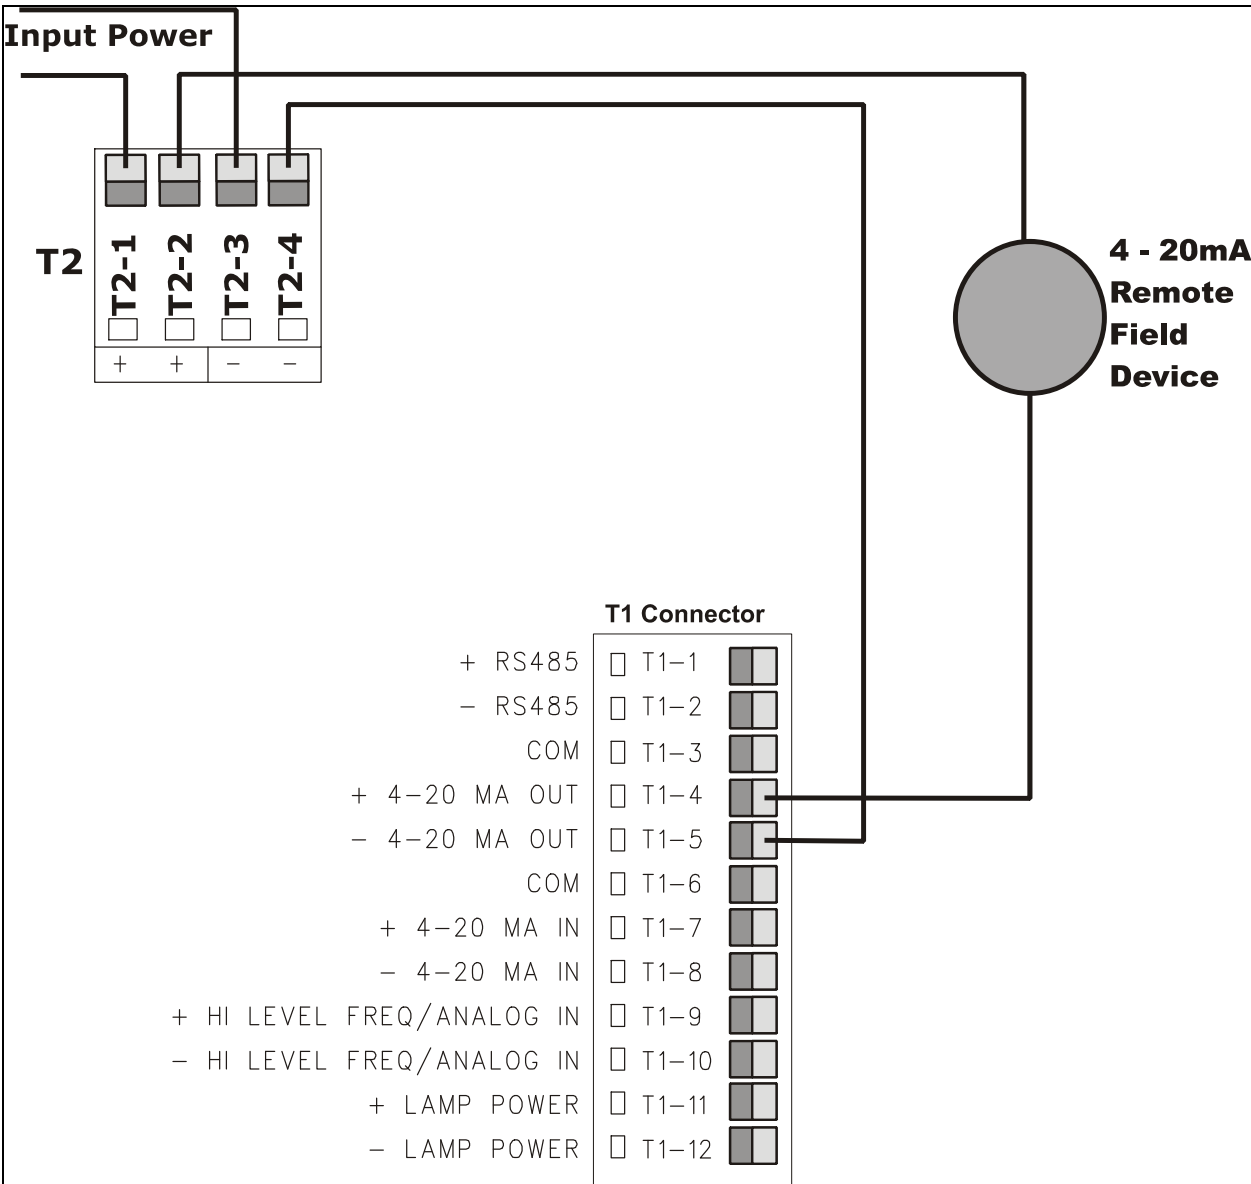 Input Power
T2
T2-1
T2-2
T2-3
T2-4
+ + - -
4 - 20mA
Remote
Field
Device
T1 Connector
+ RS485 T1-1
- RS485 T1-2
COM T1-3
+ 4-20 MA OUT T1-4
- 4-20 MA OUT T1-5
COM T1-6
+ 4-20 MA IN T1-7
- 4-20 MA IN T1-8
+ HI LEVEL FREQ/ANALOG IN T1-9
- HI LEVEL FREQ/ANALOG IN T1-10
+ LAMP POWER T1-11
- LAMP POWER T1-12